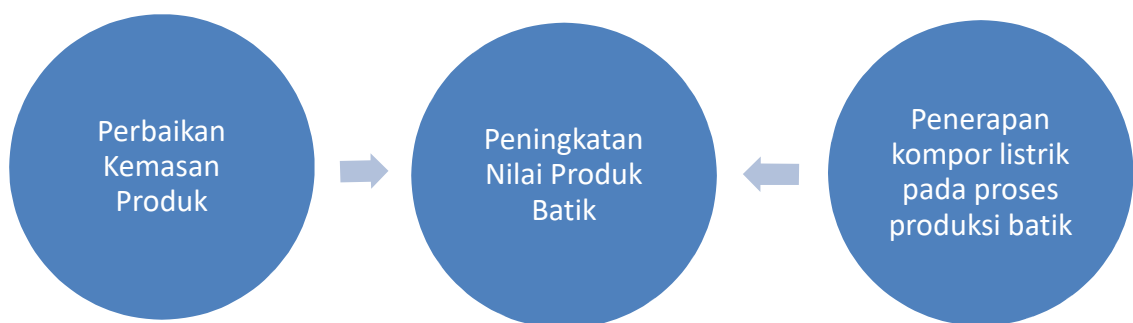 Perbaikan
Kemasan
Produk
Peningkatan
Nilai Produk
Batik
Penerapan
kompor listrik
pada proses
produksi batik